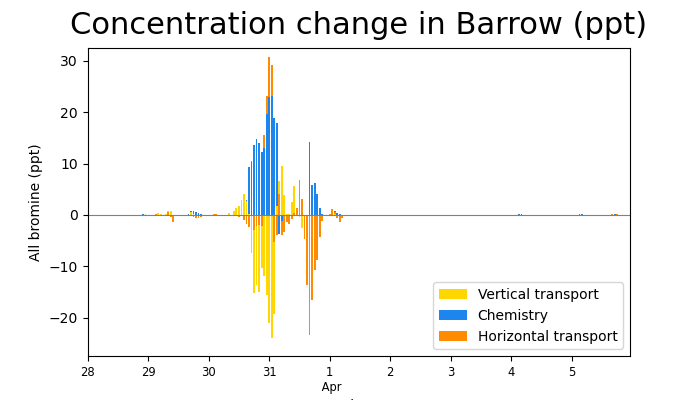 Concentration change in Barrow (ppt)
All bromine (ppt)
30
20
10
0
−10
−20
Vertical transport
Chemistry
Horizontal transport
28 29 30 31 1 2 3 4 5
Apr